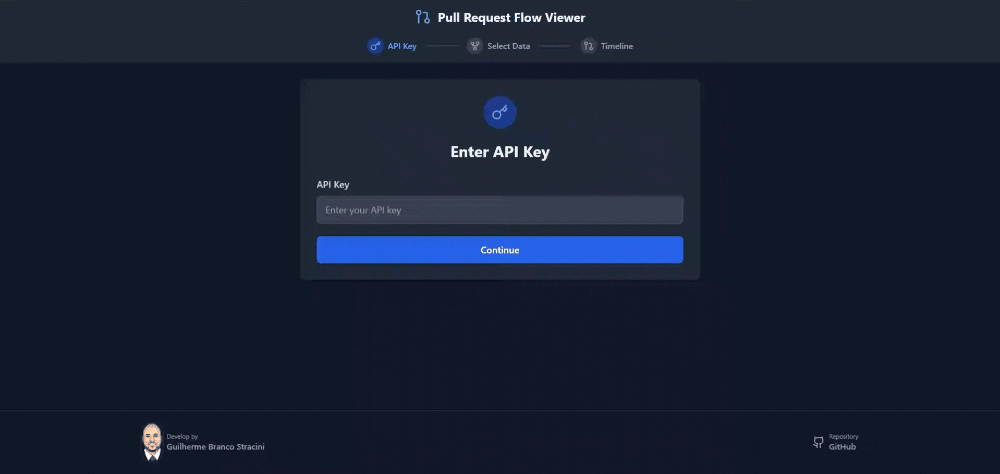 Pull Request Flow Viewer
API Key
Select Data
Timeline
Enter API Key
API Key
Enter your API key
Continue
Develop by
Guilherme Branco Stracini
Repository
GitHub